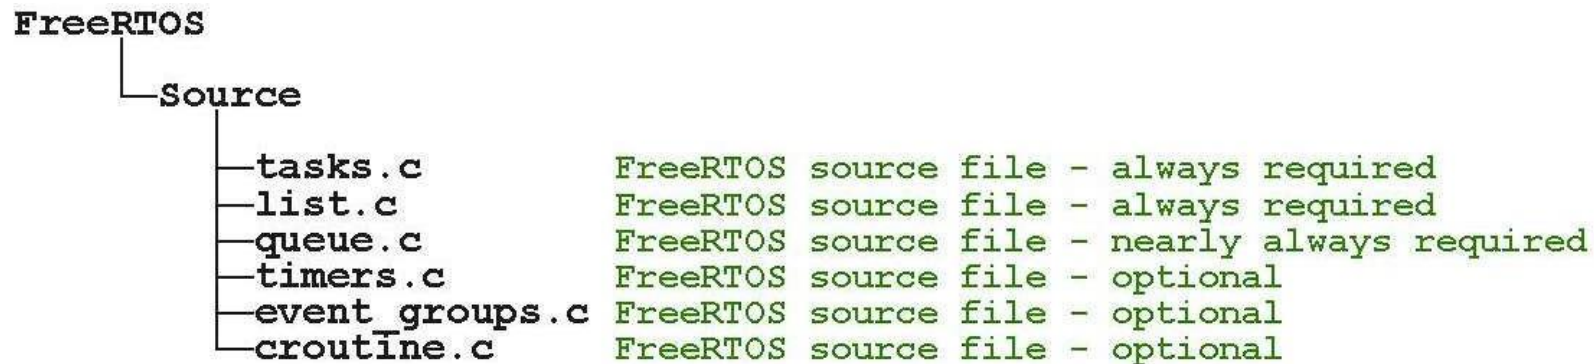 FreeRTOS
Source
tasks.c FreeRTOS source file - always required
list.c FreeRTOS source file - always required
queue.c FreeRTOS source file - nearly always required
timers.c FreeRTOS source file - optional
event_groups.c FreeRTOS source file - optional
croutine.c FreeRTOS source file - optional